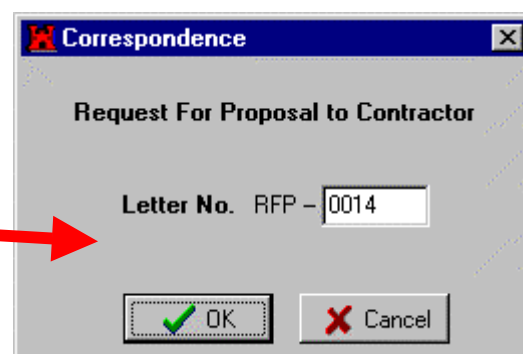 Correspondence
Request For Proposal to Contractor
Letter No. RFP – 0014
OK Cancel